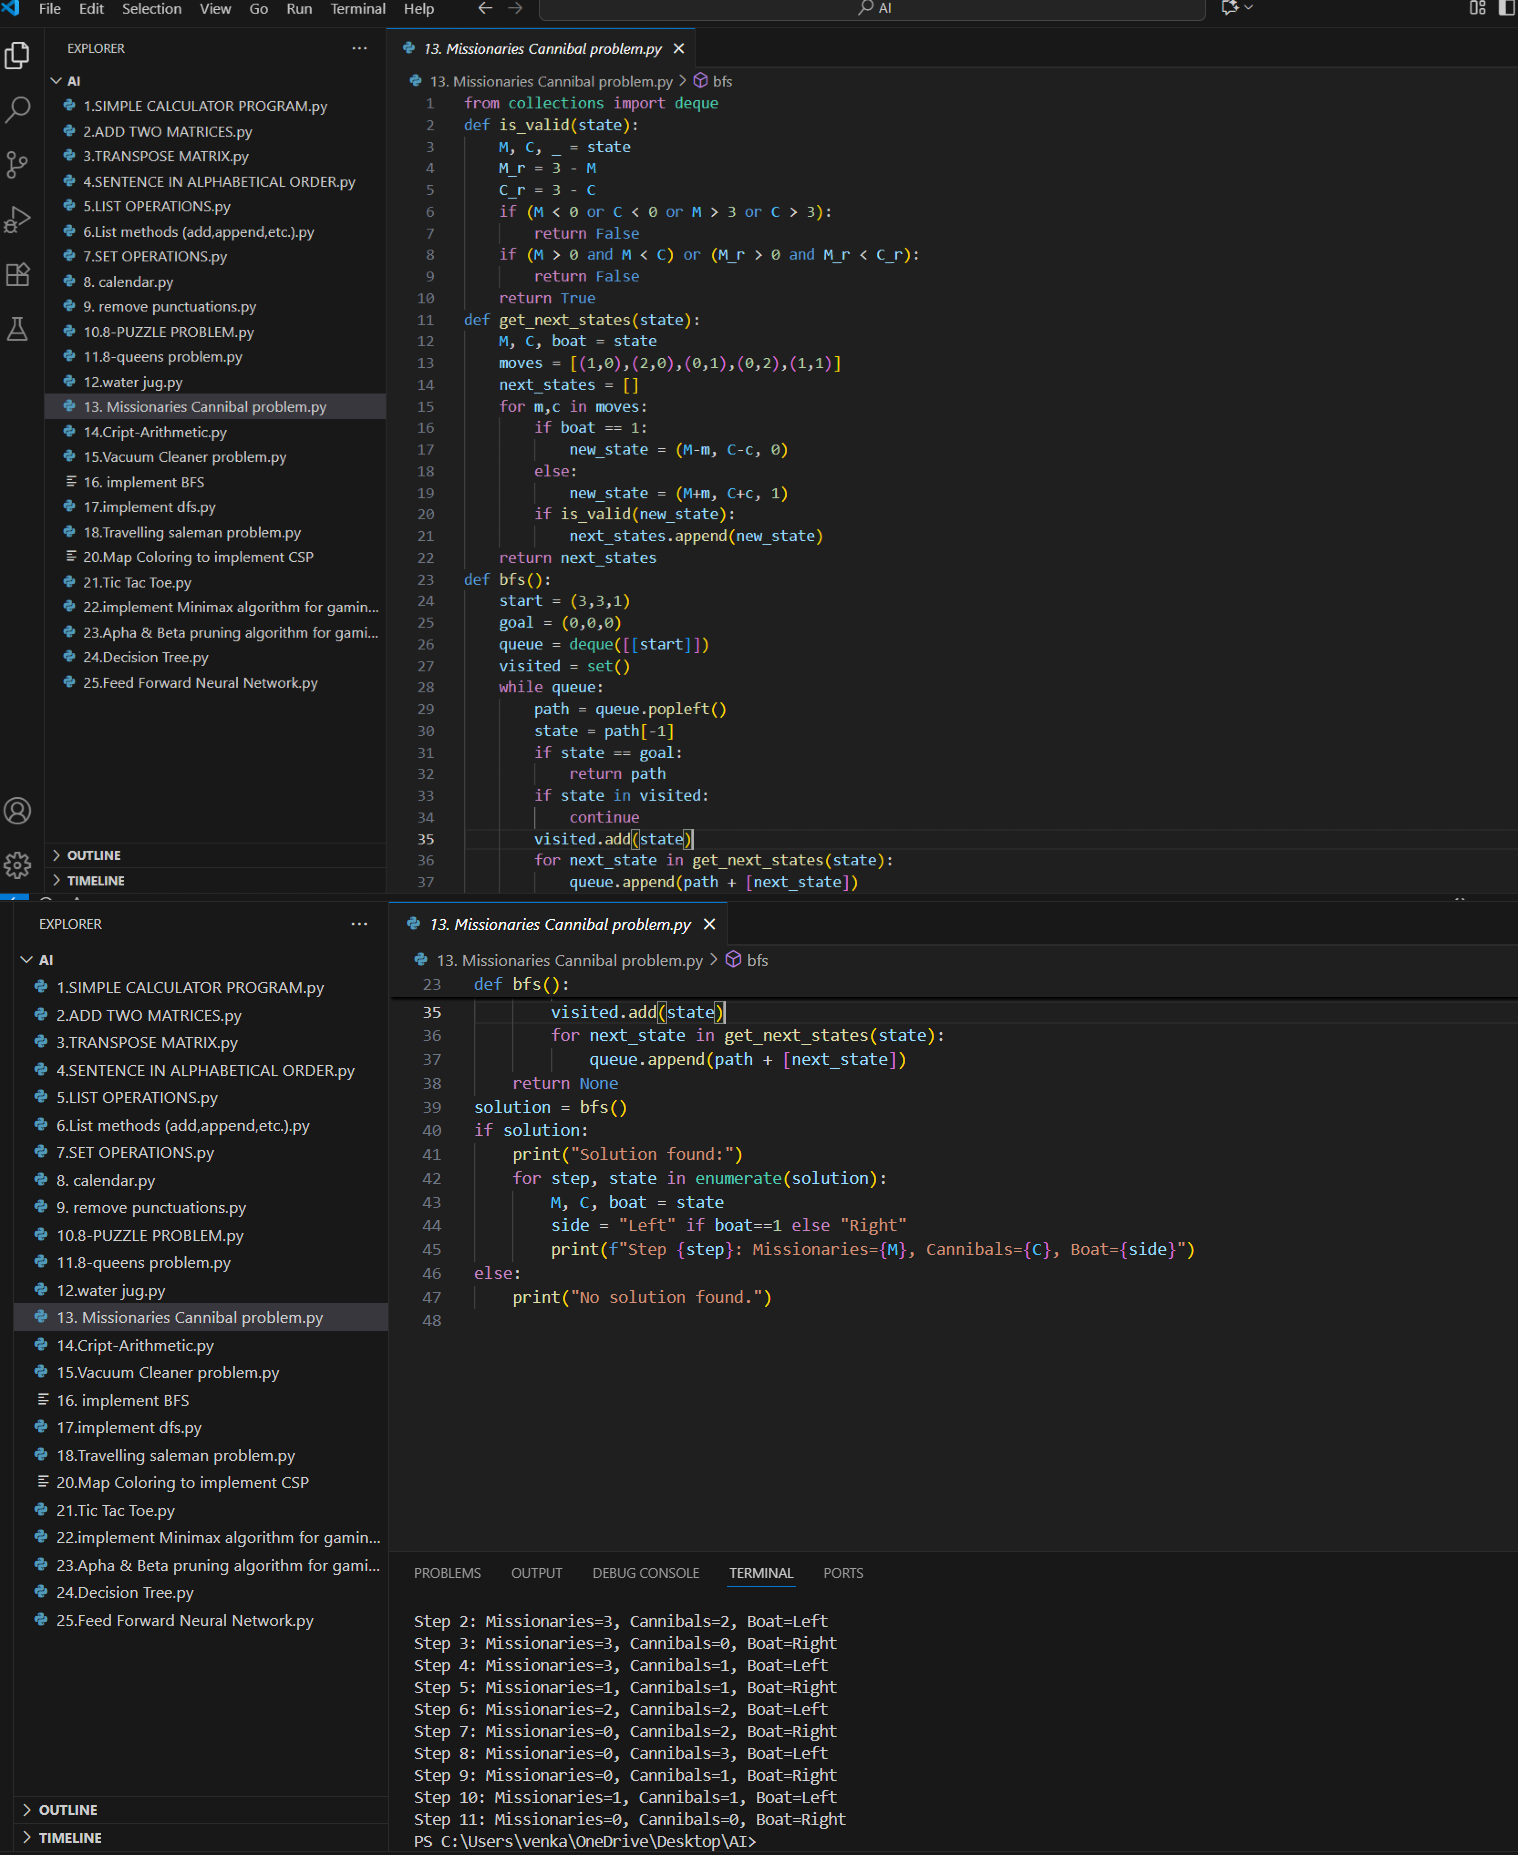 File Edit Selection View Go Run Terminal Help
AI
EXPLORER
AI
1.SIMPLE CALCULATOR PROGRAM.py
2.ADD TWO MATRICES.py
3.TRANSPOSE MATRIX.py
4.SENTENCE IN ALPHABETICAL ORDER.py
5.LIST OPERATIONS.py
6.List methods (add,append,etc.).py
7.SET OPERATIONS.py
8. calendar.py
9. remove punctuations.py
10.8-PUZZLE PROBLEM.py
11.8-queens problem.py
12.water jug.py
13. Missionaries Cannibal problem.py
14.Cript-Arithmetic.py
15.Vacuum Cleaner problem.py
16. implement BFS
17.implement dfs.py
18.Travelling saleman problem.py
20.Map Coloring to implement CSP
21.Tic Tac Toe.py
22.implement Minimax algorithm for gamin...
23.Apha & Beta pruning algorithm for gami...
24.Decision Tree.py
25.Feed Forward Neural Network.py
OUTLINE
TIMELINE
13. Missionaries Cannibal problem.py
13. Missionaries Cannibal problem.py > bfs
1 from collections import deque
2 def is_valid(state):
3 M, C, _ = state
4 M_r = 3 - M
5 C_r = 3 - C
6 if (M < 0 or C < 0 or M > 3 or C > 3):
7 return False
8 if (M > 0 and M < C) or (M_r > 0 and M_r < C_r):
9 return False
10 return True
11 def get_next_states(state):
12 M, C, boat = state
13 moves = [(1,0),(2,0),(0,1),(0,2),(1,1)]
14 next_states = []
15 for m,c in moves:
16 if boat == 1:
17 new_state = (M-m, C-c, 0)
18 else:
19 new_state = (M+m, C+c, 1)
20 if is_valid(new_state):
21 next_states.append(new_state)
22 return next_states
23 def bfs():
24 start = (3,3,1)
25 goal = (0,0,0)
26 queue = deque([[start]])
27 visited = set()
28 while queue:
29 path = queue.popleft()
30 state = path[-1]
31 if state == goal:
32 return path
33 if state in visited:
34 continue
35 visited.add(state)
36 for next_state in get_next_states(state):
37 queue.append(path + [next_state])
EXPLORER
AI
1.SIMPLE CALCULATOR PROGRAM.py
2.ADD TWO MATRICES.py
3.TRANSPOSE MATRIX.py
4.SENTENCE IN ALPHABETICAL ORDER.py
5.LIST OPERATIONS.py
6.List methods (add,append,etc.).py
7.SET OPERATIONS.py
8. calendar.py
9. remove punctuations.py
10.8-PUZZLE PROBLEM.py
11.8-queens problem.py
12.water jug.py
13. Missionaries Cannibal problem.py
14.Cript-Arithmetic.py
15.Vacuum Cleaner problem.py
16. implement BFS
17.implement dfs.py
18.Travelling saleman problem.py
20.Map Coloring to implement CSP
21.Tic Tac Toe.py
22.implement Minimax algorithm for gamin...
23.Apha & Beta pruning algorithm for gami...
24.Decision Tree.py
25.Feed Forward Neural Network.py
OUTLINE
TIMELINE
13. Missionaries Cannibal problem.py
13. Missionaries Cannibal problem.py > bfs
23 def bfs():
35 visited.add(state)
36 for next_state in get_next_states(state):
37 queue.append(path + [next_state])
38 return None
39 solution = bfs()
40 if solution:
41 print("Solution found:")
42 for step, state in enumerate(solution):
43 M, C, boat = state
44 side = "Left" if boat==1 else "Right"
45 print(f"Step {step}: Missionaries={M}, Cannibals={C}, Boat={side}")
46 else:
47 print("No solution found.")
48
PROBLEMS OUTPUT DEBUG CONSOLE TERMINAL PORTS
Step 2: Missionaries=3, Cannibals=2, Boat=Left
Step 3: Missionaries=3, Cannibals=0, Boat=Right
Step 4: Missionaries=3, Cannibals=1, Boat=Left
Step 5: Missionaries=1, Cannibals=1, Boat=Right
Step 6: Missionaries=2, Cannibals=2, Boat=Left
Step 7: Missionaries=0, Cannibals=2, Boat=Right
Step 8: Missionaries=0, Cannibals=3, Boat=Left
Step 9: Missionaries=0, Cannibals=1, Boat=Right
Step 10: Missionaries=1, Cannibals=1, Boat=Left
Step 11: Missionaries=0, Cannibals=0, Boat=Right
PS C:\Users\venka\OneDrive\Desktop\AI>